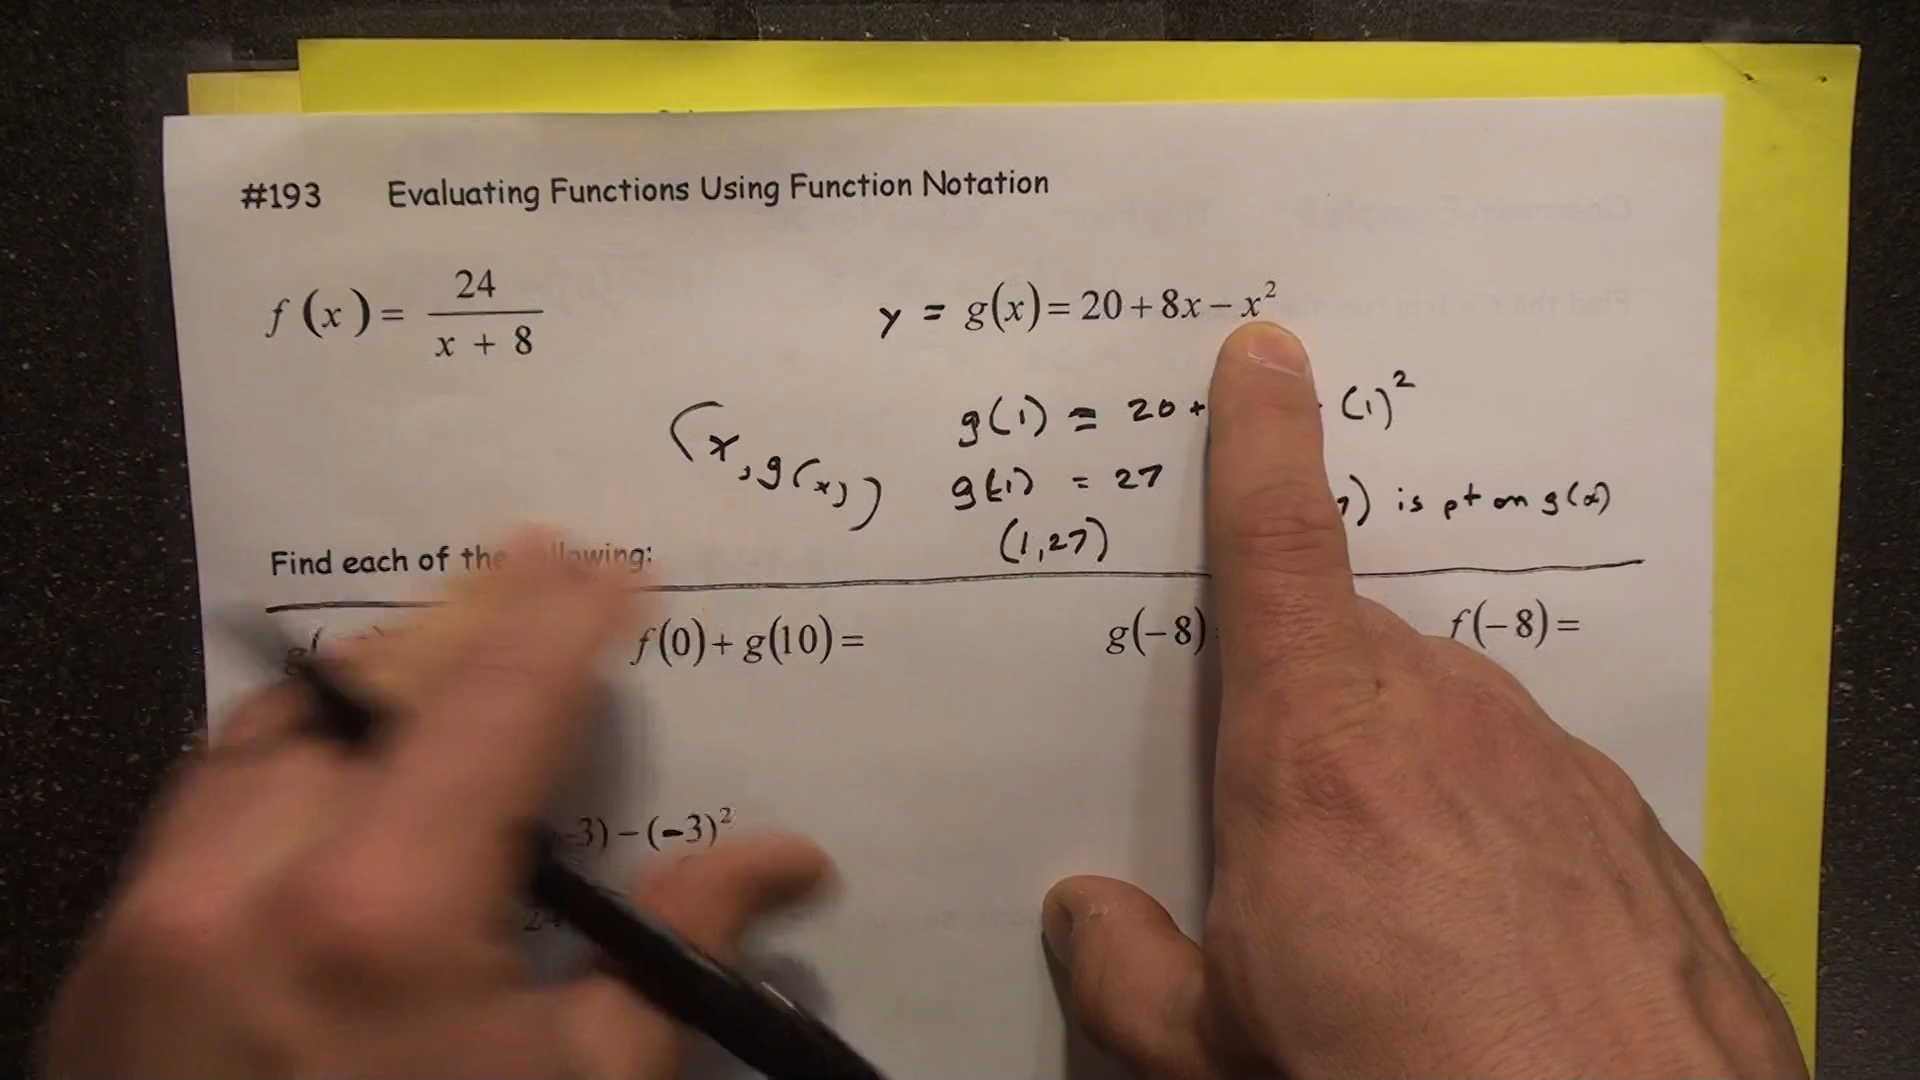 #193 Evaluating Functions Using Function Notation
f(x) = 24 / (x + 8)
y = g(x) = 20 + 8x − x²
g(1) = 20 + (1)²
(x, g(x))
g(1) = 27
) is pt on g(x)
(1,27)
Find each of the
f(0) + g(10) =
g(−8)
f(−8) =
−3) − (−3)²